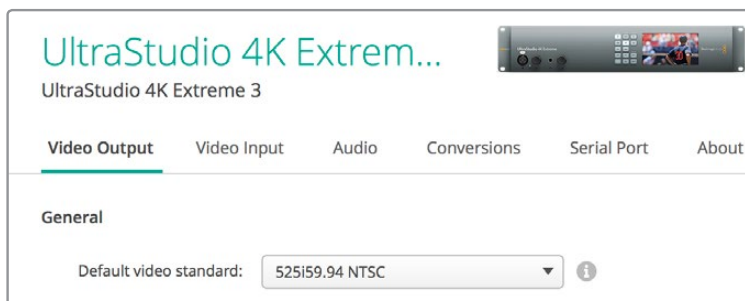 UltraStudio 4K Extrem...
UltraStudio 4K Extreme 3
Video Output Video Input Audio Conversions Serial Port About
General
Default video standard: 525i59.94 NTSC